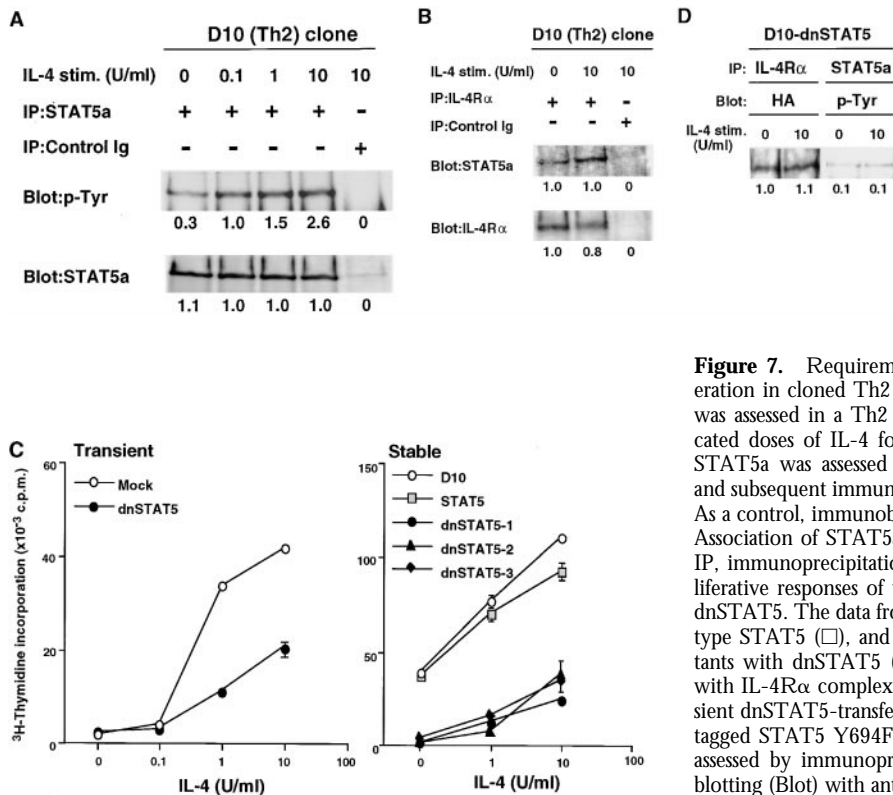 A
D10 (Th2) clone
IL-4 stim. (U/ml) 0 0.1 1 10 10
IP:STAT5a + + + + -
IP:Control Ig - - - - +
Blot:p-Tyr
0.3 1.0 1.5 2.6 0
Blot:STAT5a
1.1 1.0 1.0 1.0 0
B
D10 (Th2) clone
IL-4 stim. (U/ml) 0 10 10
IP:IL-4Rα + + -
IP:Control Ig - - +
Blot:STAT5a
1.0 1.0 0
Blot:IL-4Rα
1.0 0.8 0
D
D10-dnSTAT5
IP: IL-4Rα STAT5a
Blot: HA p-Tyr
IL-4 stim. 0 10 0 10
(U/ml)
1.0 1.1 0.1 0.1
C
Transient
Mock
dnSTAT5
60
40
20
0
³H-Thymidine incorporation (x10⁻³ c.p.m.)
0 0.1 1 10 100
IL-4 (U/ml)
Stable
D10
STAT5
dnSTAT5-1
dnSTAT5-2
dnSTAT5-3
150
100
50
0
0 1 10 100
IL-4 (U/ml)
Figure 7. Requirem
eration in cloned Th2
was assessed in a Th2
cated doses of IL-4 fo
STAT5a was assessed
and subsequent immun
As a control, immunob
Association of STAT5
IP, immunoprecipitatio
liferative responses of
dnSTAT5. The data fro
type STAT5 (□), and
tants with dnSTAT5 (
with IL-4Rα complex
sient dnSTAT5-transfe
tagged STAT5 Y694F
assessed by immunopr
blotting (Blot) with ant